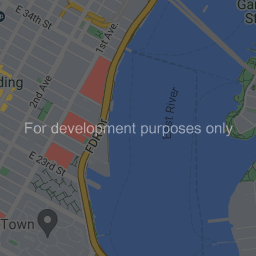 Ga
St
E 34th St
1st Ave.
ding
2nd Ave
For development purposes only
FDR Dr
East River
E 23rd St
Town